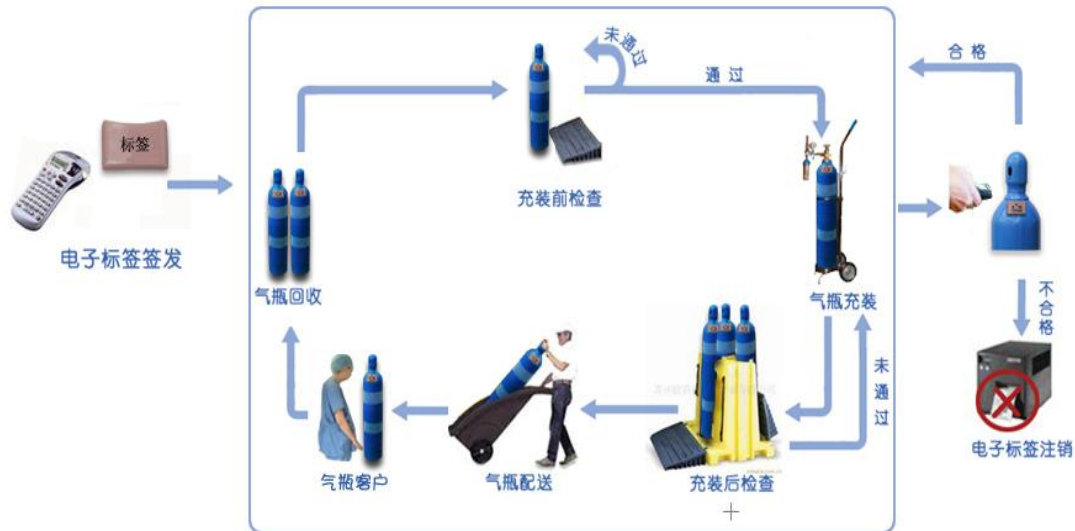 未通过
合格
通过
标签
充装前检查
电子标签签发
气瓶回收
气瓶充装
不合格
未通过
气瓶客户
气瓶配送
充装后检查
电子标签注销